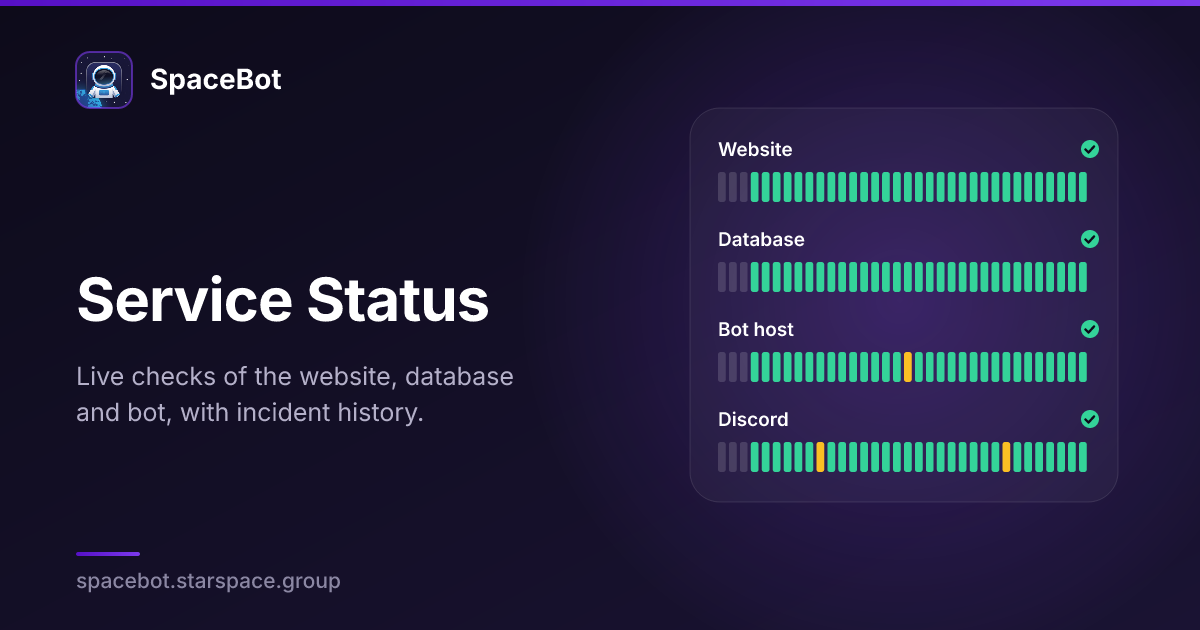 SpaceBot
Service Status
Live checks of the website, database
and bot, with incident history.
spacebot.starspace.group
Website
Database
Bot host
Discord